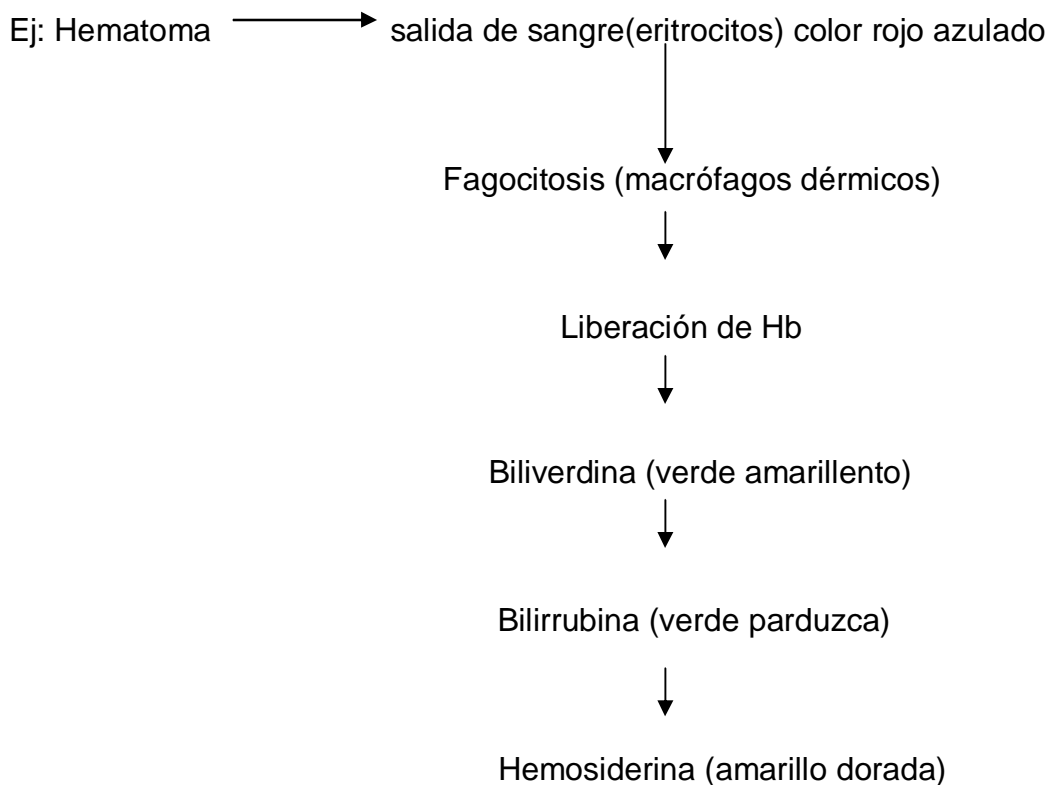 Ej: Hematoma salida de sangre(eritrocitos) color rojo azulado
Fagocitosis (macrófagos dérmicos)
Liberación de Hb
Biliverdina (verde amarillento)
Bilirrubina (verde parduzca)
Hemosiderina (amarillo dorada)